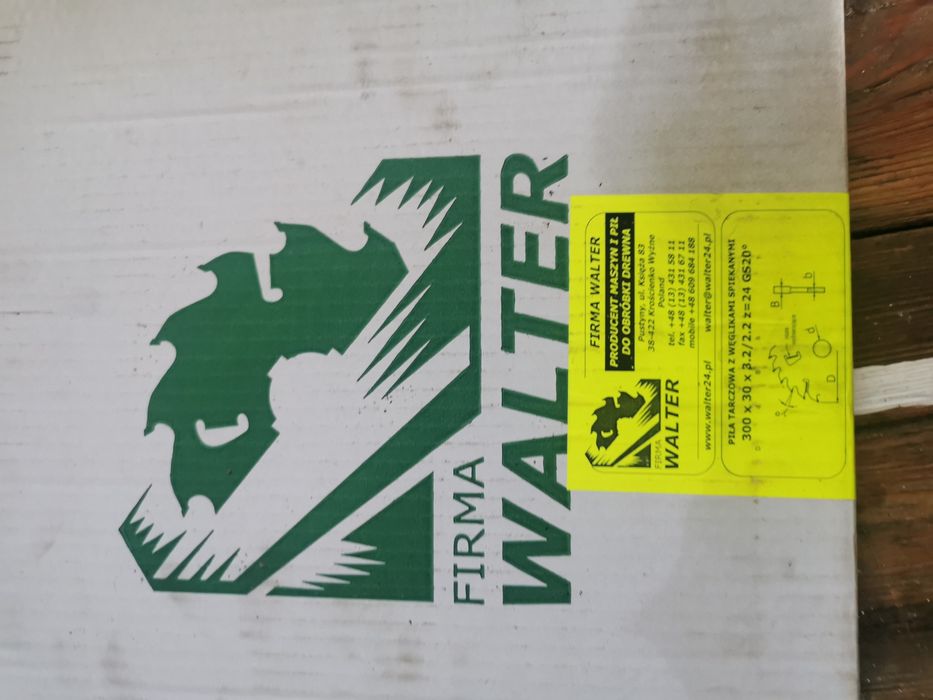 FIRMA
WALTER
FIRMA WALTER
PRODUCENT MASZYN I PIŁ
DO OBRÓBKI DREWNA
Pustyny, ul. Księża 83
38-422 Krościenko Wyżne
Poland
tel. +48 (13) 431 58 11
fax +48 (13) 431 67 11
mobile +48 609 684 188
FIRMA
WALTER
www.walter24.pl walter@walter24.pl
PIŁA TARCZOWA Z WĘGLIKAMI SPIEKANYMI
300 x 30 x 3.2/2.2 z=24 GS20°
B
b
d
D